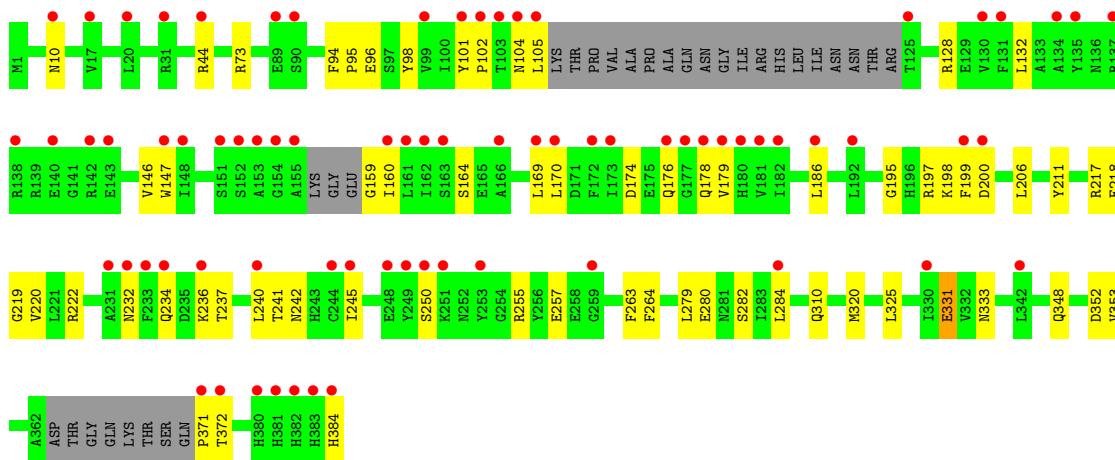 M1
N10
V17
L20
R31
R44
R73
E89
S90
F94
P95
E96
S97
Y98
V99
I100
Y101
P102
T103
N104
L105
LYS
THR
PRO
VAL
ALA
PRO
ALA
GLN
ASN
GLY
ILE
ARG
HIS
LEU
ILE
ASN
ASN
THR
ARG
T125
R128
E129
V130
F131
L132
A133
A134
Y135
N136
R138
R139
E140
G141
R142
E143
V146
W147
I148
S151
S152
A153
G154
A155
LYS
GLY
GLU
G159
I160
L161
I162
S163
S164
E165
A166
L169
L170
D171
F172
I173
D174
E175
Q176
G177
Q178
V179
H180
V181
I182
L186
L192
G195
H196
R197
K198
F199
D200
L206
Y211
R217
G219
V220
L221
R222
A231
N232
F233
Q234
D235
K236
T237
L240
T241
N242
H243
G244
I245
E248
Y249
S250
K251
N252
Y253
G254
R255
Y256
E257
E258
G259
F263
F264
L279
E280
N281
S282
I283
L284
Q310
M320
L325
I330
E331
V332
N333
L342
Q348
D352
V353
A362
ASP
THR
GLY
GLN
LYS
THR
SER
GLN
P371
T372
H380
H381
H382
H383
H384